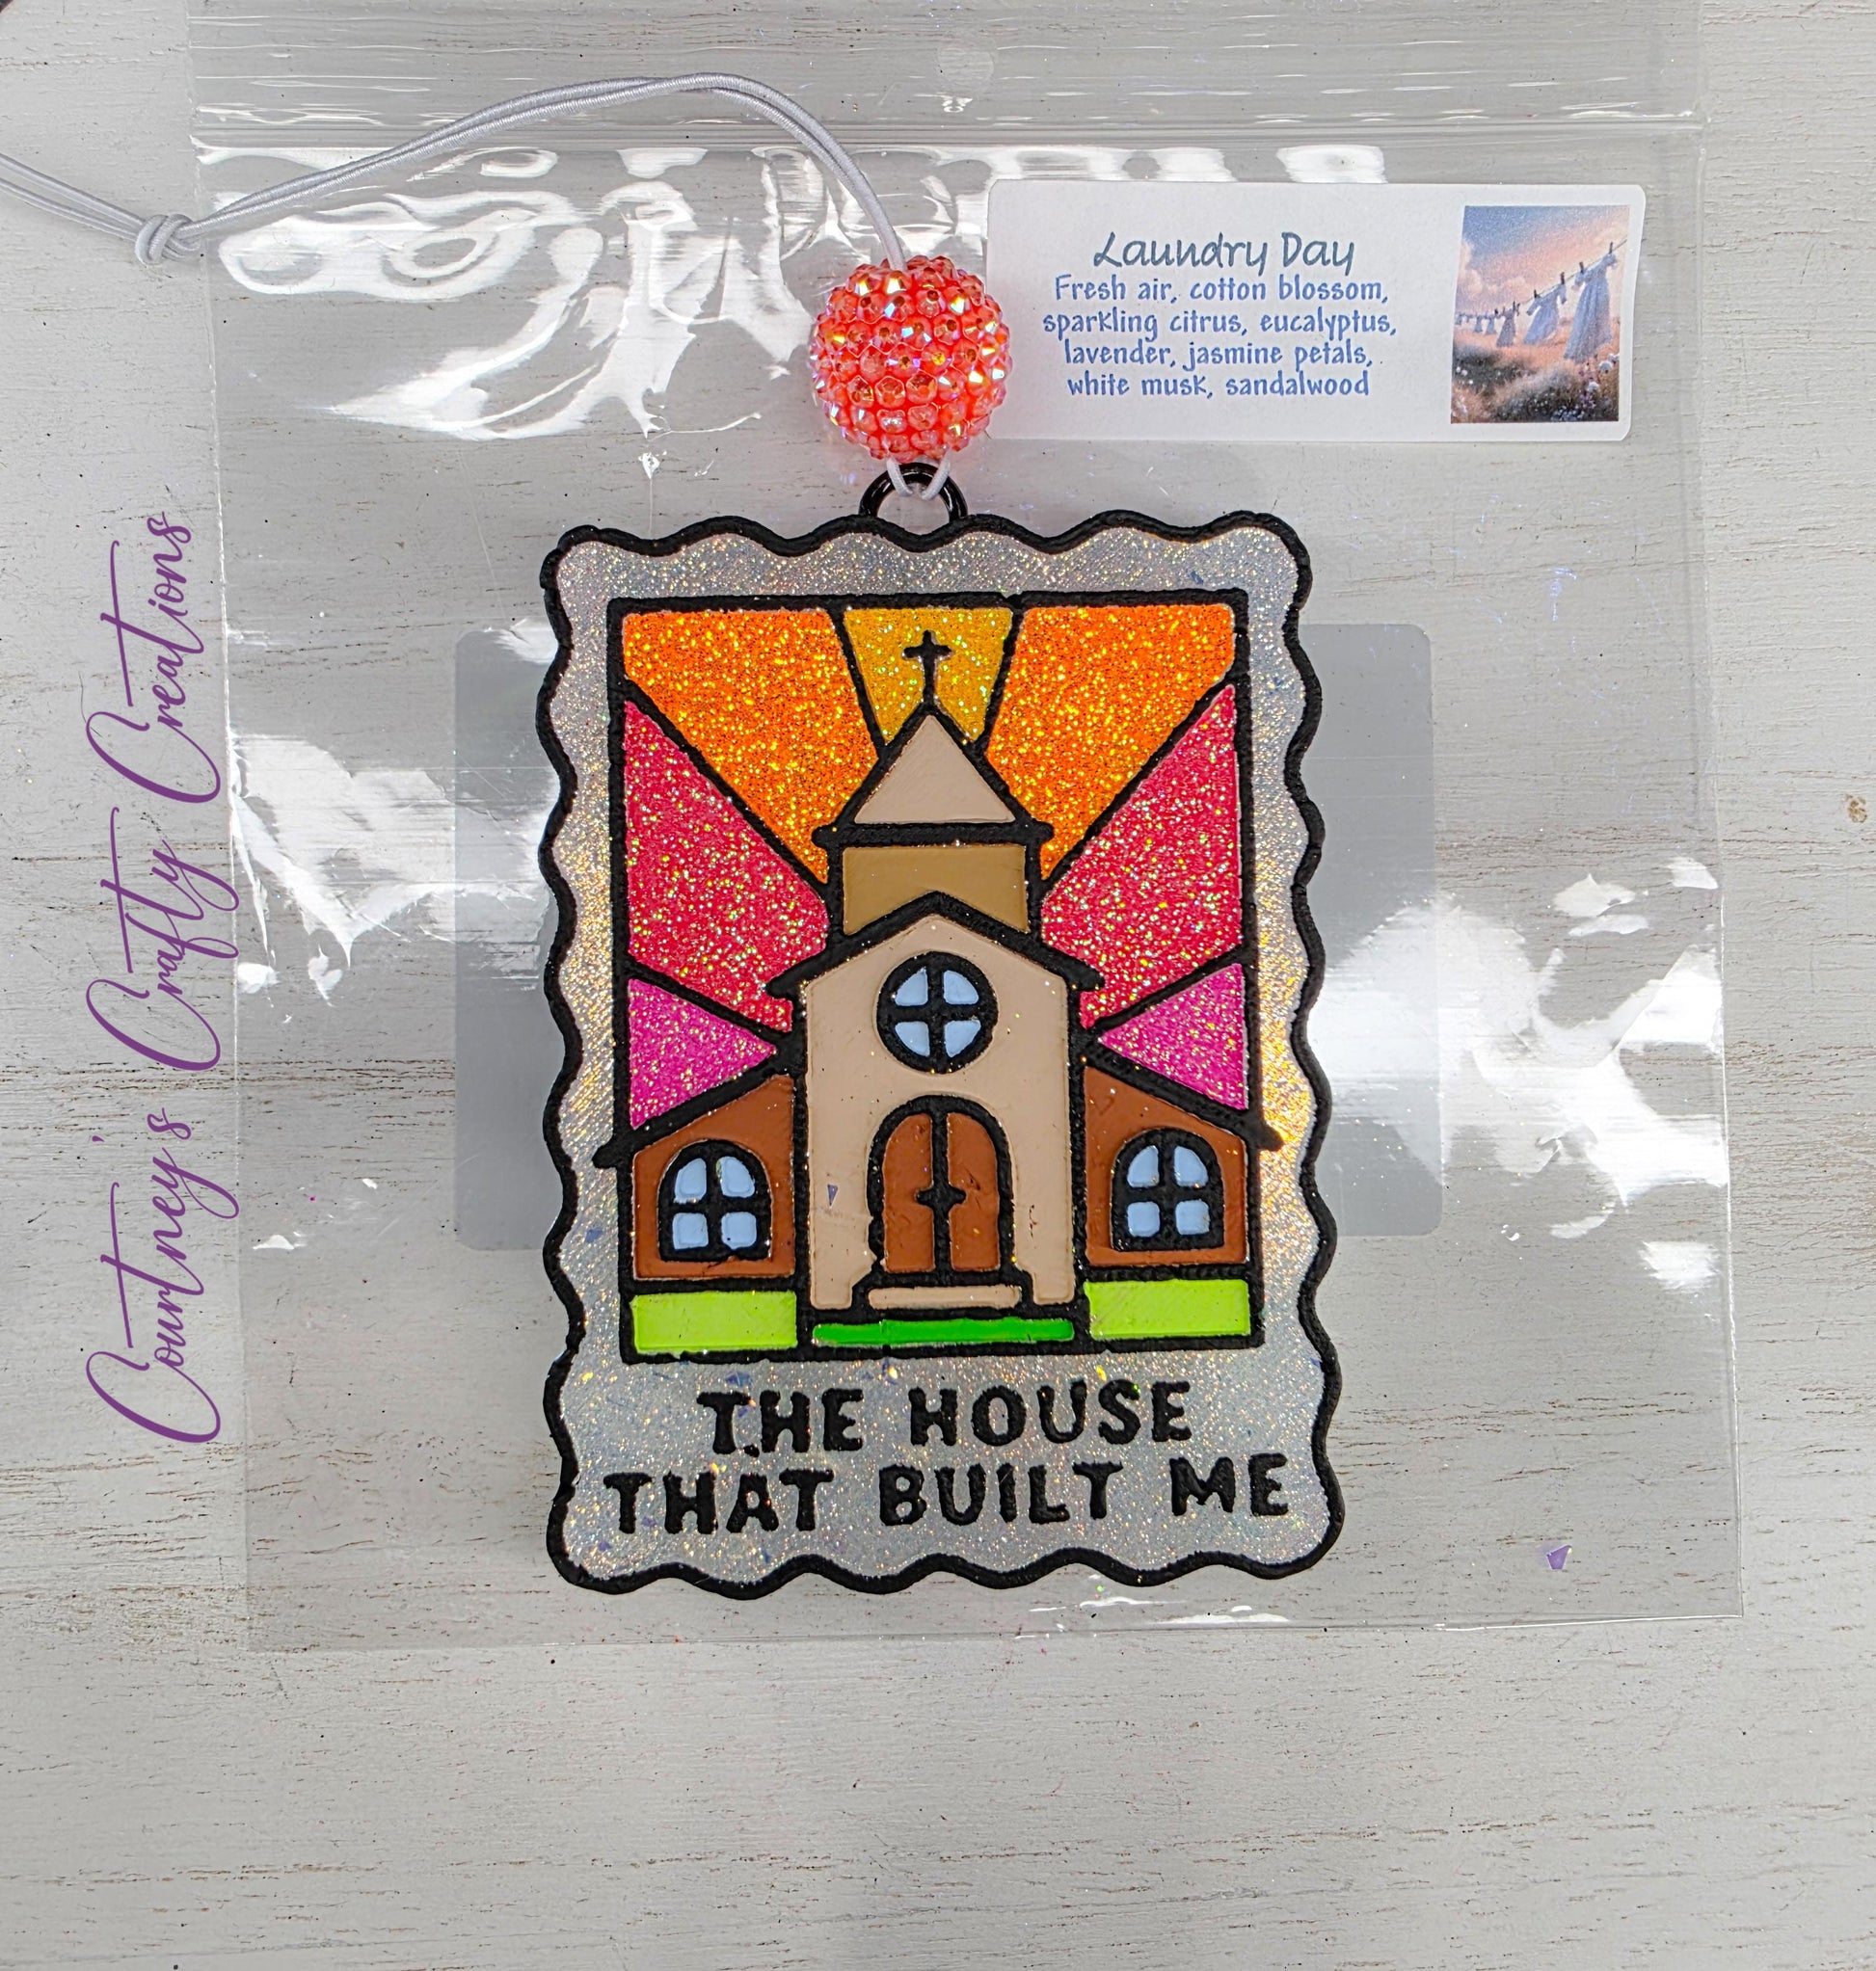 Laundry Day
Fresh air, cotton blossom,
sparkling citrus, eucalyptus,
lavender, jasmine petals,
white musk, sandalwood
Courtney's Crafty Creations
THE HOUSE
THAT BUILT ME